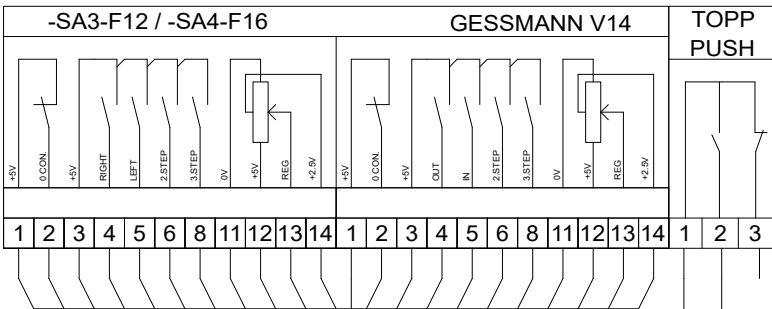 -SA3-F12 / -SA4-F16
GESSMANN V14
TOPP
PUSH
+5V
0 CON.
+5V
RIGHT
LEFT
2.STEP
3.STEP
0V
+5V
REG
+2.5V
+5V
0 CON.
+5V
OUT
IN
2.STEP
3.STEP
0V
+5V
REG
+2.5V
1 2 3 4 5 6 8 11 12 13 14 1 2 3 4 5 6 8 11 12 13 14 1 2 3